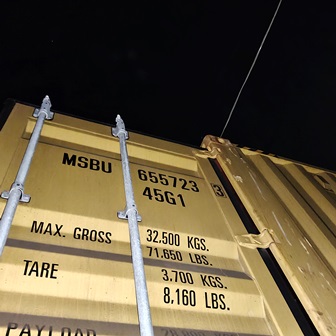 MSBU 655723 3
45G1
MAX. GROSS 32.500 KGS.
71.650 LBS.
TARE 3.700 KGS.
8,160 LBS.
PAYLOAD